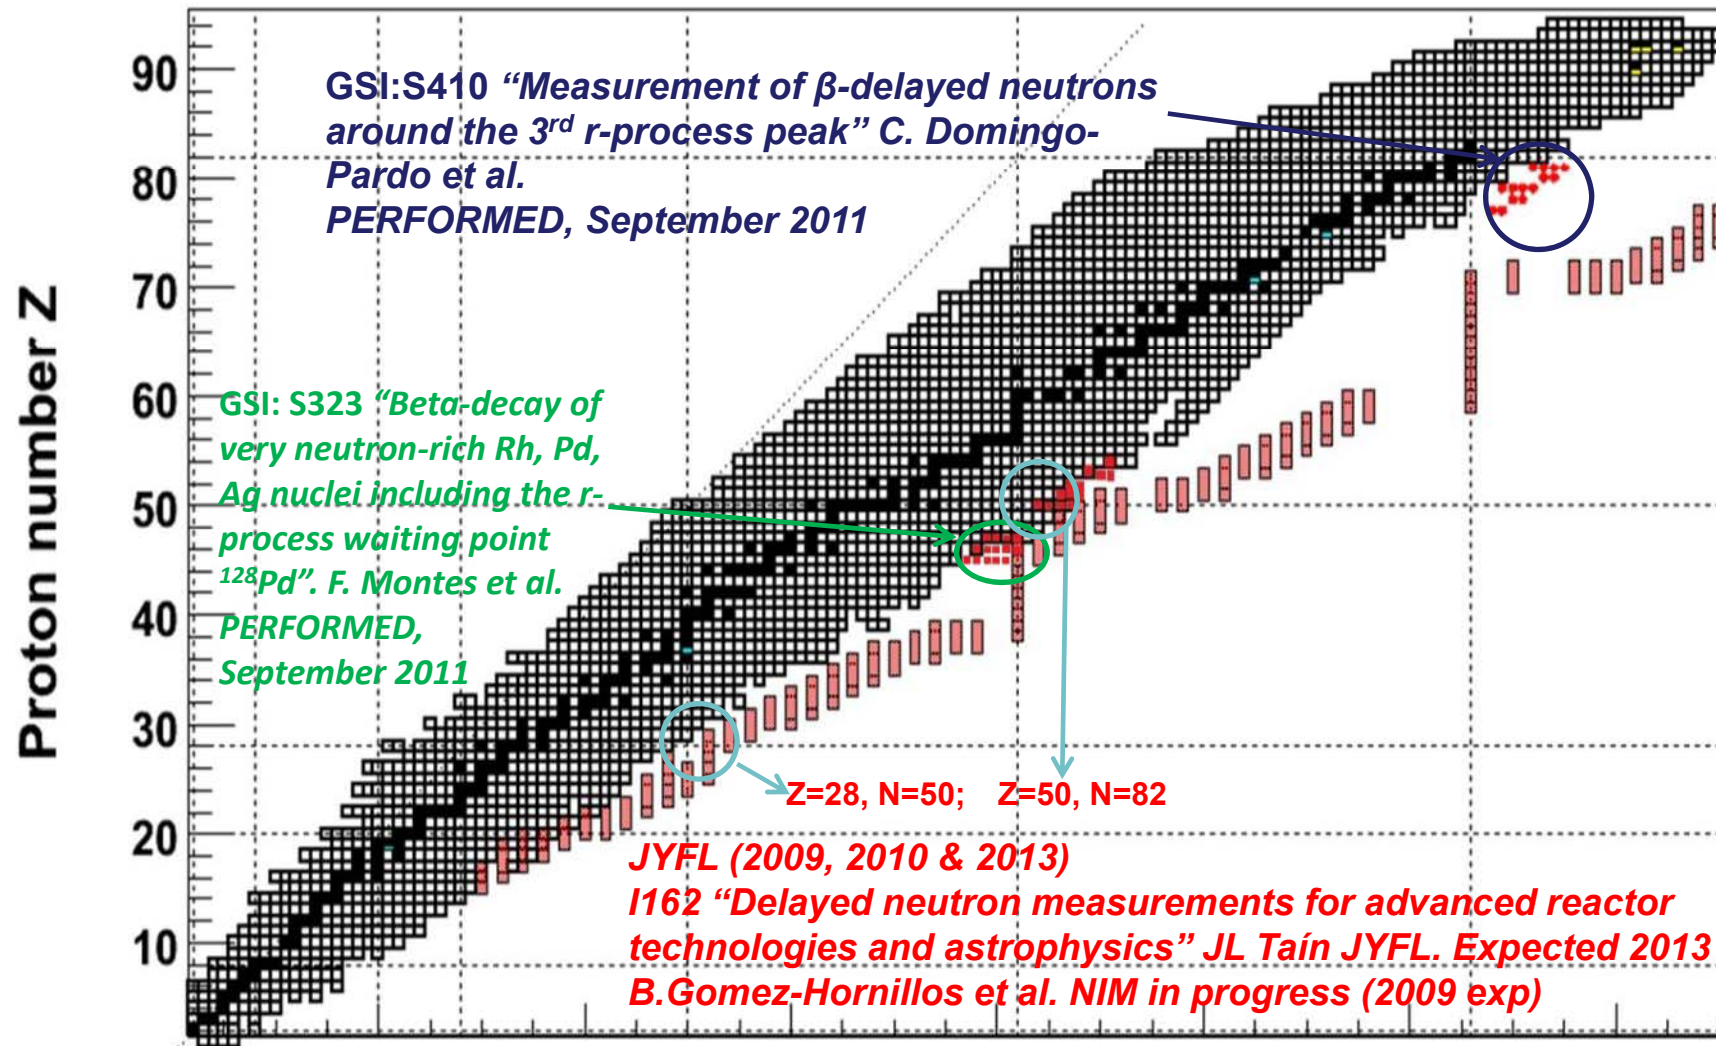 Proton number Z
90
80
70
60
50
40
30
20
10
GSI:S410 “Measurement of β-delayed neutrons
around the 3rd r-process peak” C. Domingo-
Pardo et al.
PERFORMED, September 2011
GSI: S323 “Beta-decay of
very neutron-rich Rh, Pd,
Ag nuclei including the r-
process waiting point
128Pd”. F. Montes et al.
PERFORMED,
September 2011
Z=28, N=50; Z=50, N=82
JYFL (2009, 2010 & 2013)
I162 “Delayed neutron measurements for advanced reactor
technologies and astrophysics” JL Taín JYFL. Expected 2013
B.Gomez-Hornillos et al. NIM in progress (2009 exp)